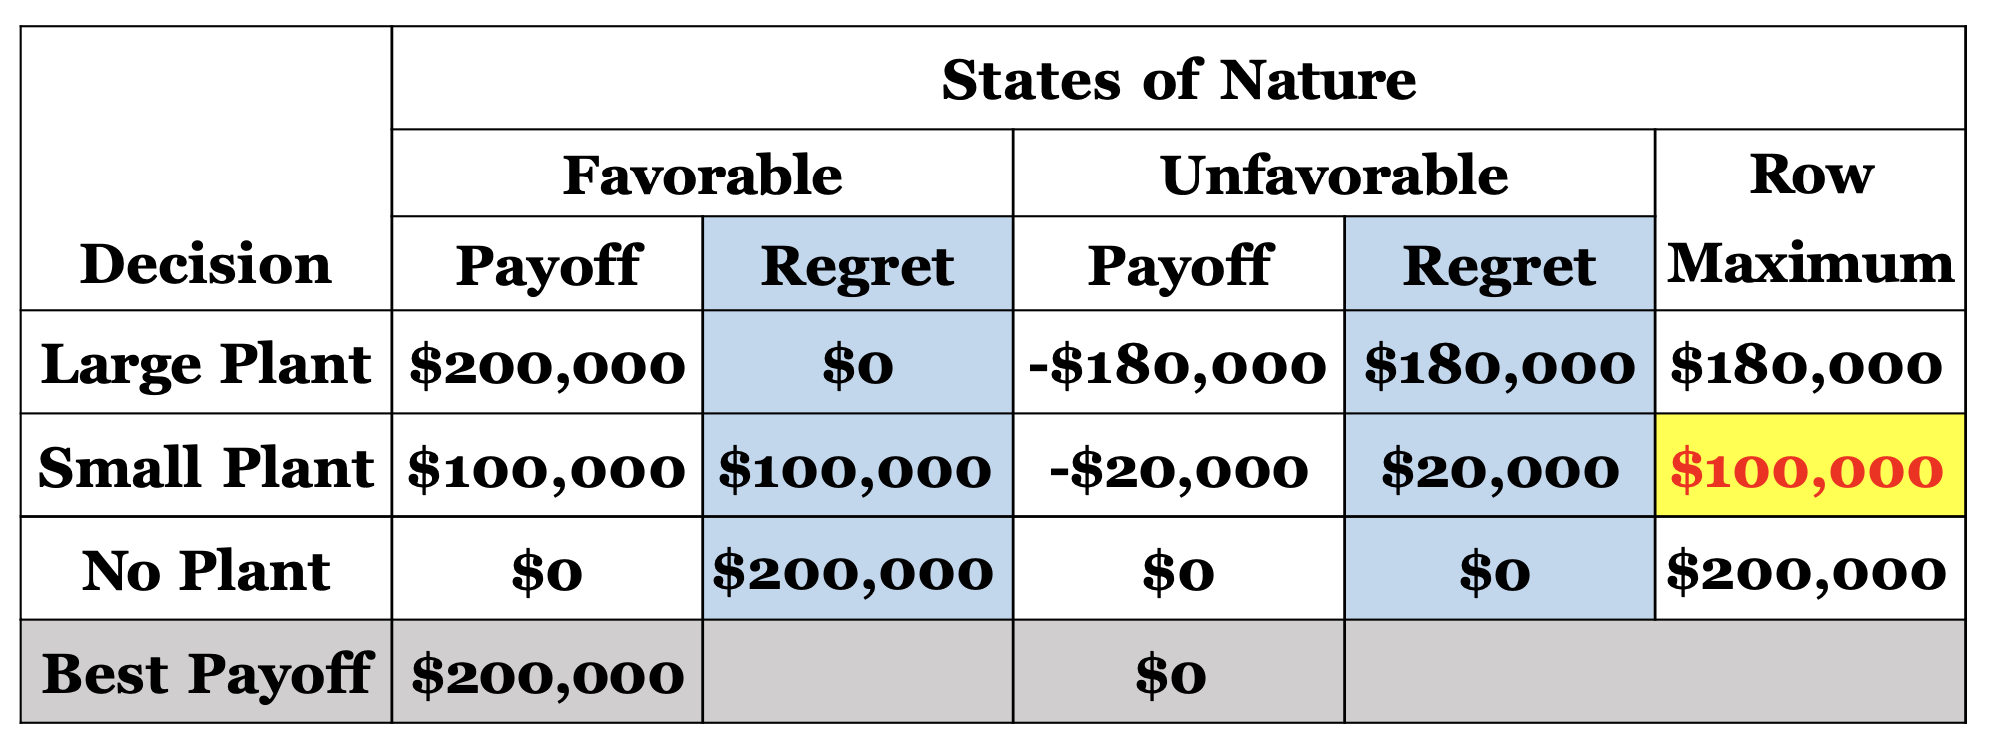 States of Nature
Favorable Unfavorable Row
Decision Payoff Regret Payoff Regret Maximum
Large Plant $200,000 $0 -$180,000 $180,000 $180,000
Small Plant $100,000 $100,000 -$20,000 $20,000 $100,000
No Plant $0 $200,000 $0 $0 $200,000
Best Payoff $200,000 $0